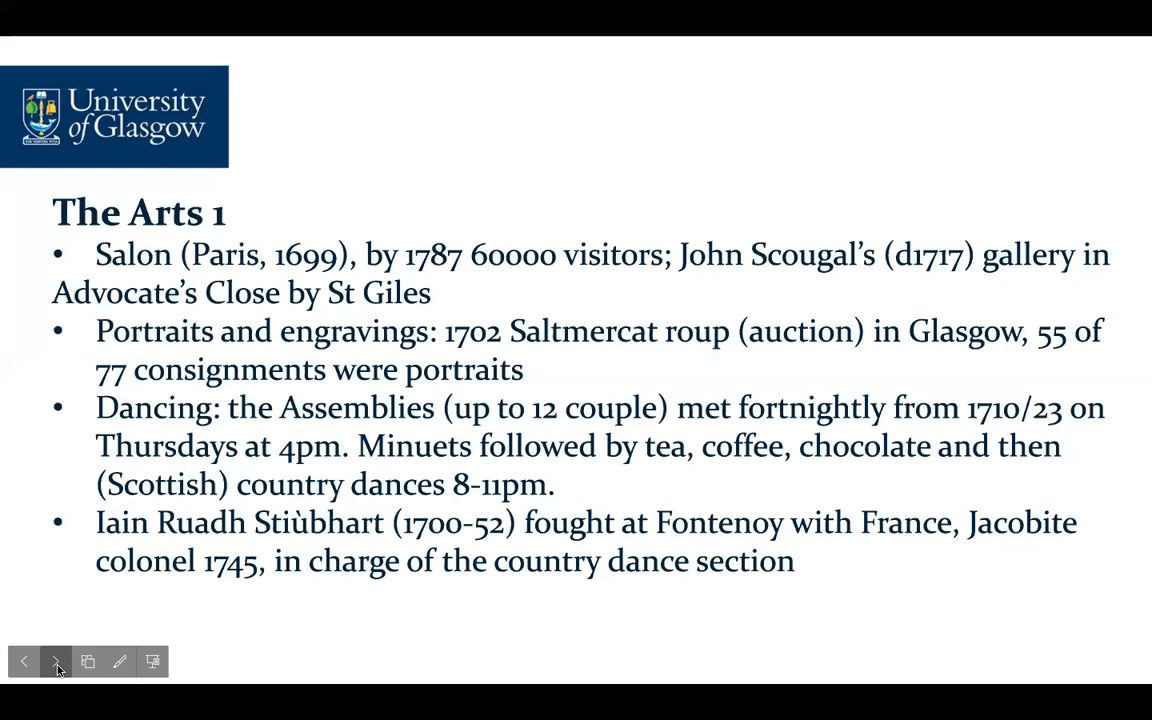 University
of Glasgow
The Arts 1
• Salon (Paris, 1699), by 1787 60000 visitors; John Scougal’s (d1717) gallery in
Advocate’s Close by St Giles
• Portraits and engravings: 1702 Saltmercat roup (auction) in Glasgow, 55 of
77 consignments were portraits
• Dancing: the Assemblies (up to 12 couple) met fortnightly from 1710/23 on
Thursdays at 4pm. Minuets followed by tea, coffee, chocolate and then
(Scottish) country dances 8-11pm.
• Iain Ruadh Stiùbhart (1700-52) fought at Fontenoy with France, Jacobite
colonel 1745, in charge of the country dance section